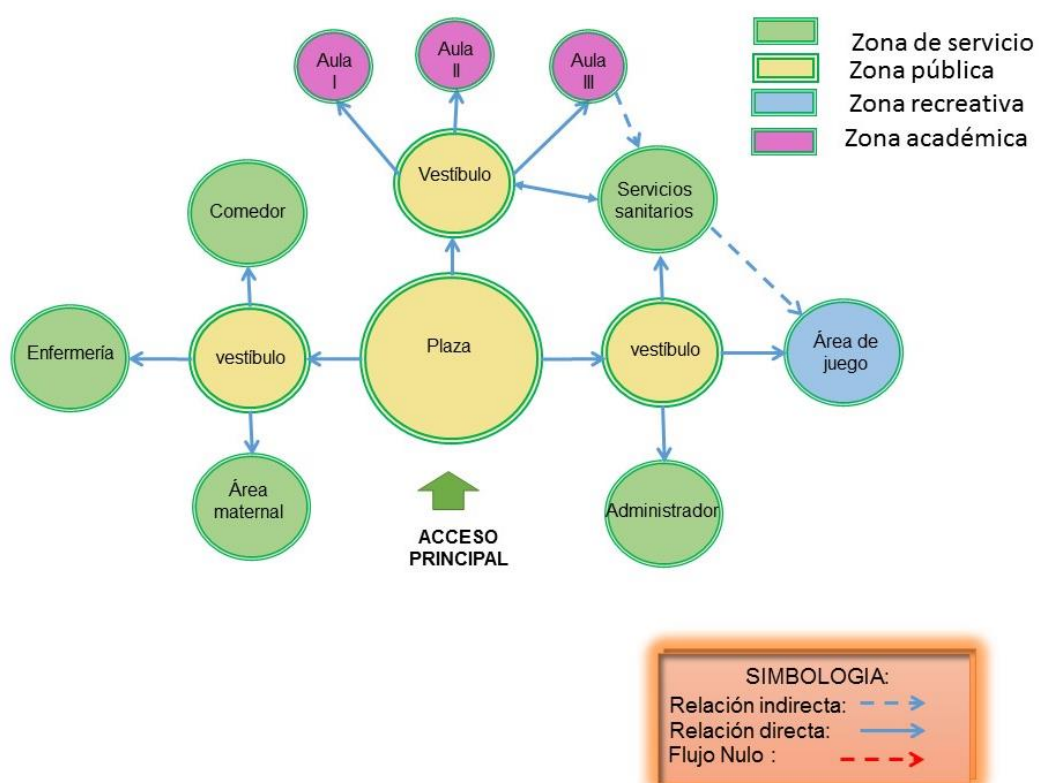 Aula
I
Aula
II
Aula
III
Zona de servicio
Zona pública
Zona recreativa
Zona académica
Vestíbulo
Servicios
sanitarios
Comedor
Enfermería
vestíbulo
Plaza
vestíbulo
Área de
juego
Área
maternal
Administrador
ACCESO
PRINCIPAL
SIMBOLOGIA:
Relación indirecta:
Relación directa:
Flujo Nulo :